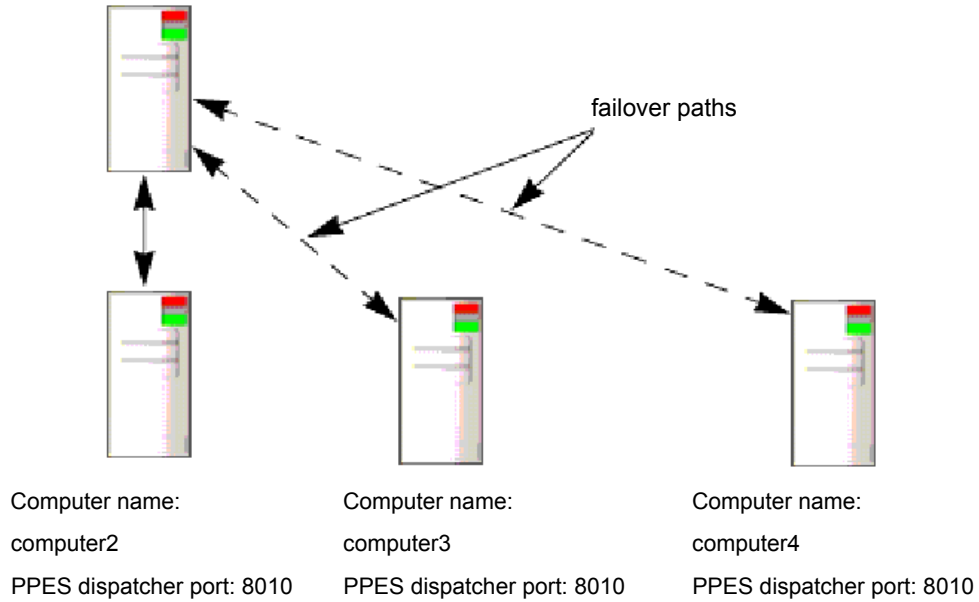 failover paths
Computer name:
computer2
PPES dispatcher port: 8010
Computer name:
computer3
PPES dispatcher port: 8010
Computer name:
computer4
PPES dispatcher port: 8010